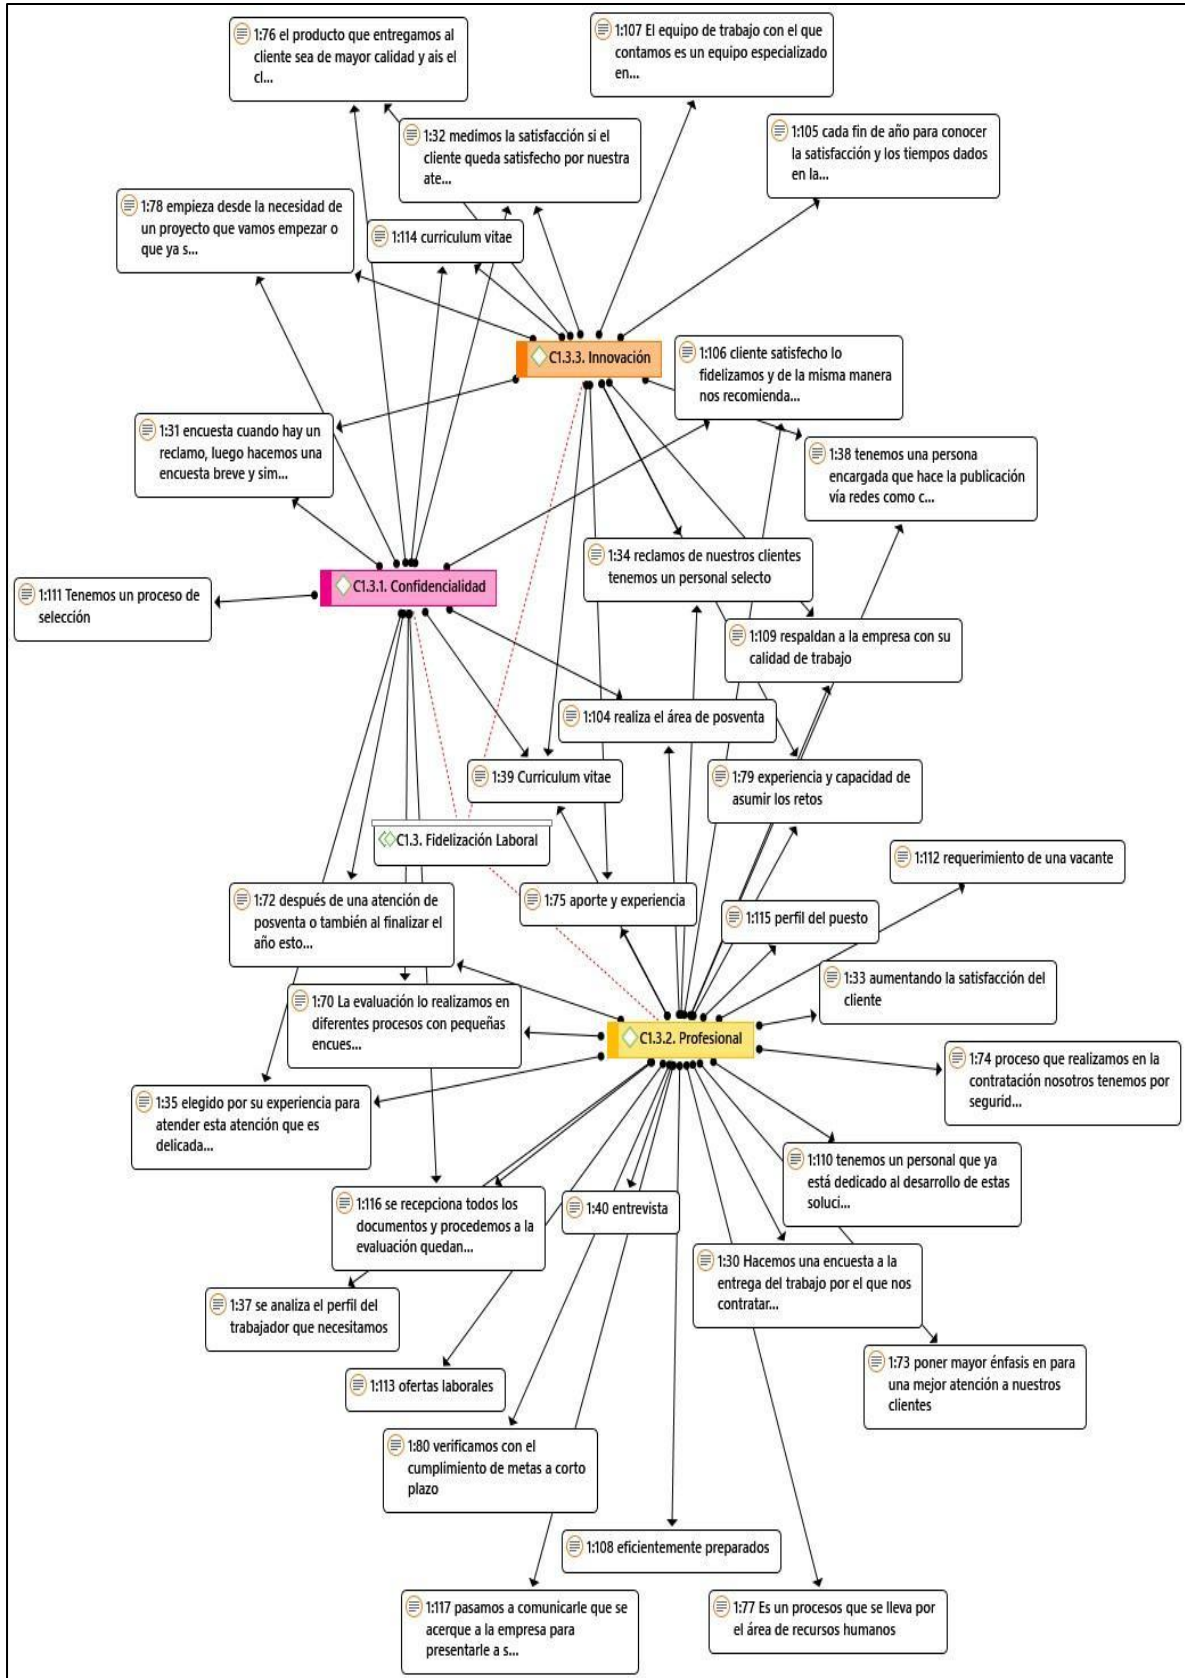 1:76 el producto que entregamos al
cliente sea de mayor calidad y ais el
cl...
1:107 El equipo de trabajo con el que
contamos es un equipo especializado
en...
1:32 medimos la satisfacción si el
cliente queda satisfecho por nuestra
ate...
1:105 cada fin de año para conocer
la satisfacción y los tiempos dados
en la...
1:78 empieza desde la necesidad de
un proyecto que vamos empezar o
que ya s...
1:114 curriculum vitae
C1.3.3. Innovación
1:106 cliente satisfecho lo
fidelizamos y de la misma manera
nos recomienda...
1:31 encuesta cuando hay un
reclamo, luego hacemos una
encuesta breve y sim...
1:38 tenemos una persona
encargada que hace la publicación
vía redes como c...
1:34 reclamos de nuestros clientes
tenemos un personal selecto
C1.3.1. Confidencialidad
1:111 Tenemos un proceso de
selección
1:109 respaldan a la empresa con su
calidad de trabajo
1:104 realiza el área de posventa
1:39 Curriculum vitae
1:79 experiencia y capacidad de
asumir los retos
C1.3. Fidelización Laboral
1:112 requerimiento de una vacante
1:72 después de una atención de
posventa o también al finalizar el
año esto...
1:75 aporte y experiencia
1:115 perfil del puesto
1:33 aumentando la satisfacción del
cliente
1:70 La evaluación lo realizamos en
diferentes procesos con pequeñas
encues...
C1.3.2. Profesional
1:74 proceso que realizamos en la
contratación nosotros tenemos por
segurid...
1:35 elegido por su experiencia para
atender esta atención que es
delicada...
1:110 tenemos un personal que ya
está dedicado al desarrollo de estas
soluci...
1:116 se recepciona todos los
documentos y procedemos a la
evaluación quedan...
1:40 entrevista
1:30 Hacemos una encuesta a la
entrega del trabajo por el que nos
contratar...
1:37 se analiza el perfil del
trabajador que necesitamos
1:73 poner mayor énfasis en para
una mejor atención a nuestros
clientes
1:113 ofertas laborales
1:80 verificamos con el
cumplimiento de metas a corto
plazo
1:108 eficientemente preparados
1:117 pasamos a comunicarle que se
acerque a la empresa para
presentarle a s...
1:77 Es un procesos que se lleva por
el área de recursos humanos